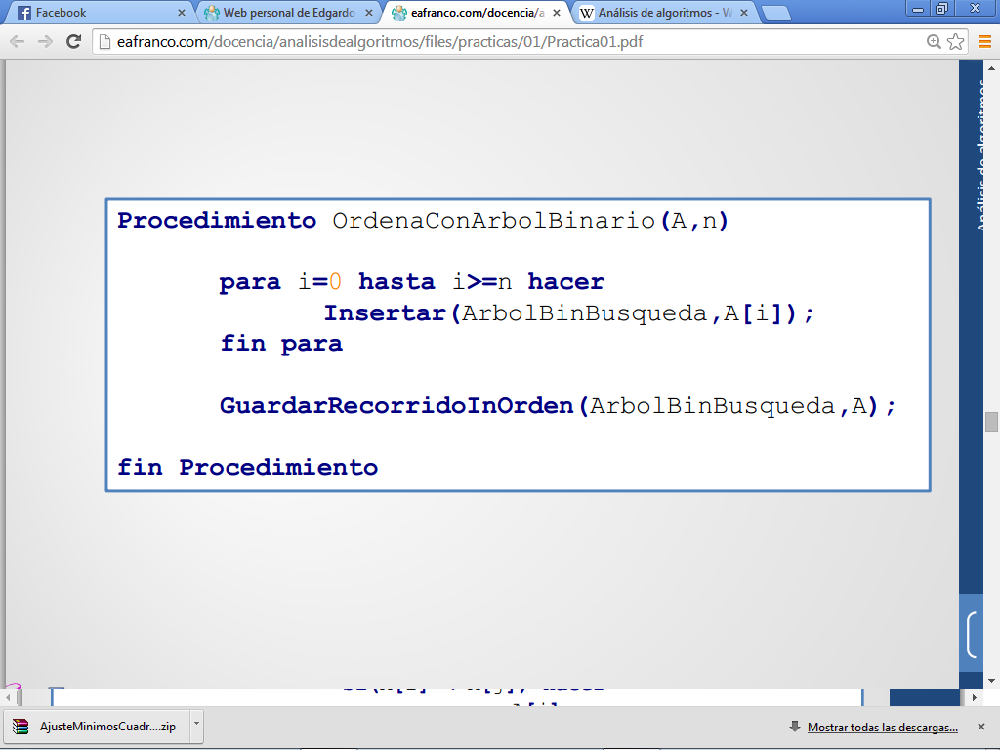 Facebook
Web personal de Edgardo
eafranco.com/docencia/a
Análisis de algoritmos - W
eafranco.com/docencia/analisisdealgoritmos/files/practicas/01/Practica01.pdf
Análisis de algoritmos
Procedimiento OrdenaConArbolBinario(A,n)
para i=0 hasta i>=n hacer
Insertar(ArbolBinBusqueda,A[i]);
fin para
GuardarRecorridoInOrden(ArbolBinBusqueda,A);
fin Procedimiento
AjusteMinimosCuadr....zip
Mostrar todas las descargas...